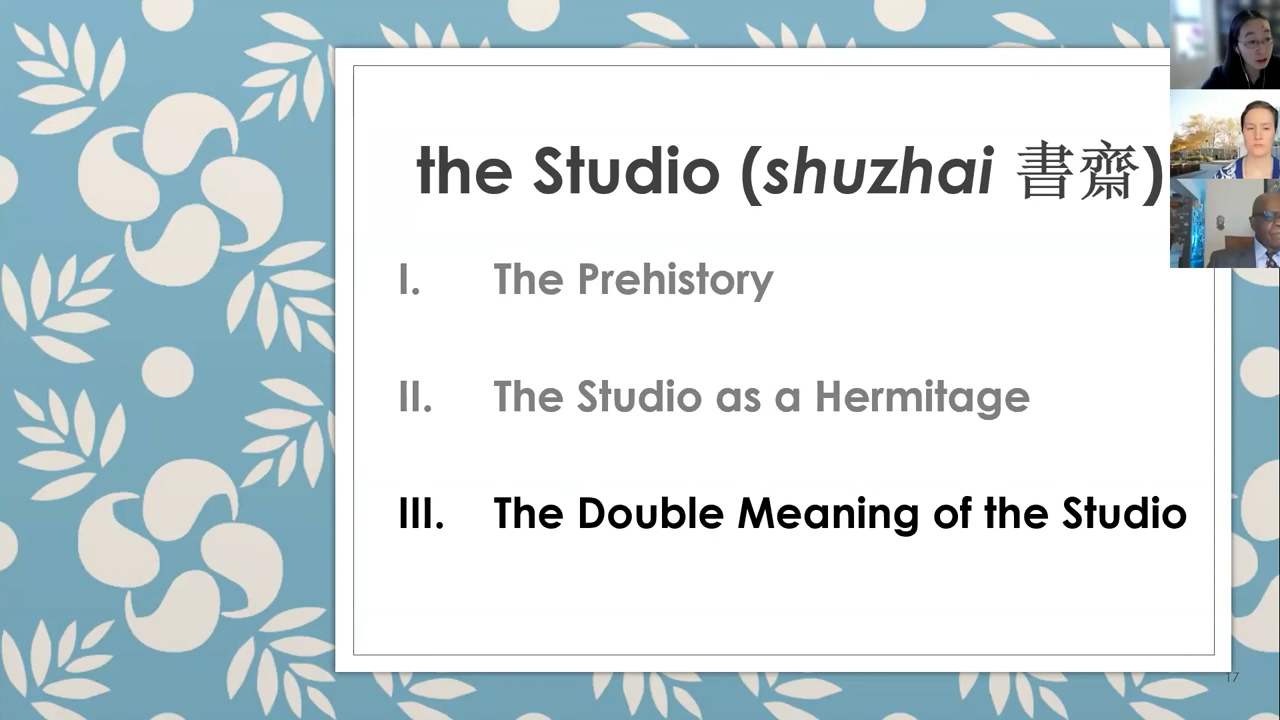 the Studio (shuzhai 書齋)
I. The Prehistory
II. The Studio as a Hermitage
III. The Double Meaning of the Studio
17